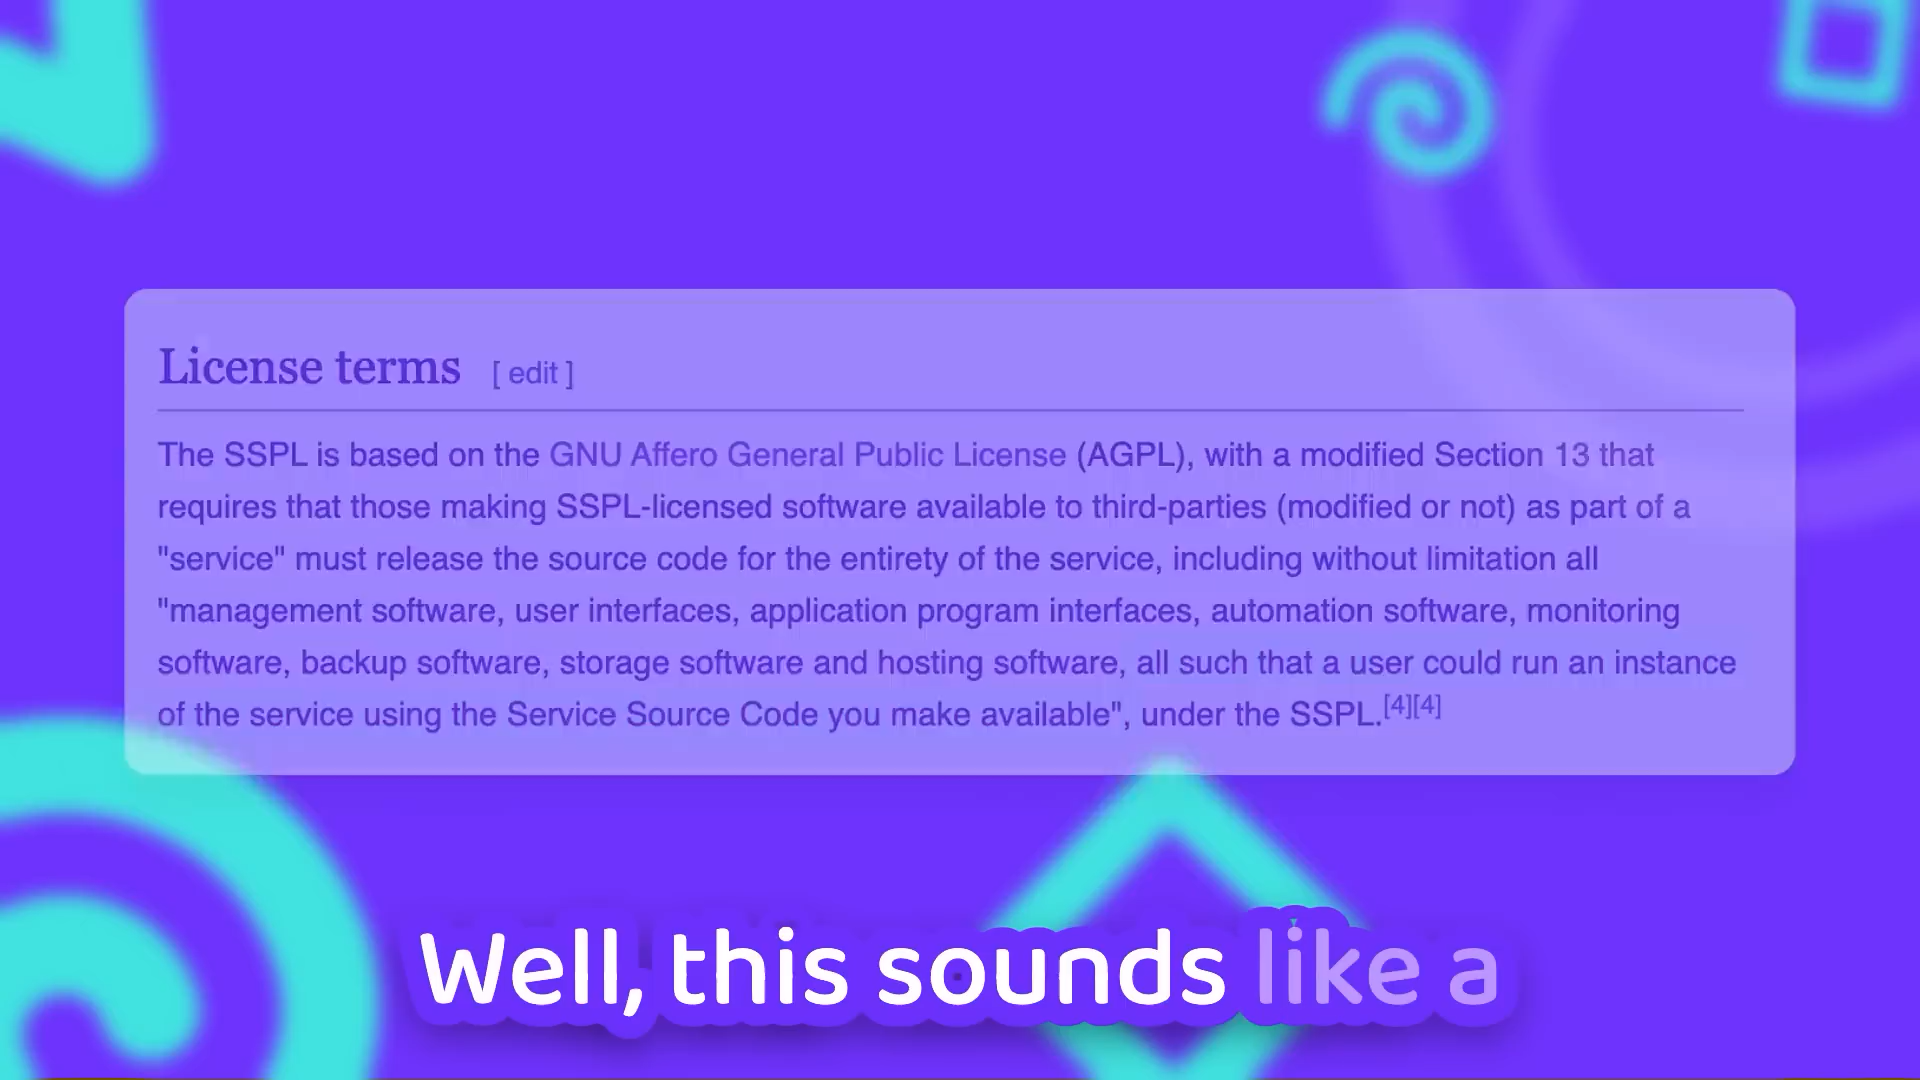 License terms [ edit ]
The SSPL is based on the GNU Affero General Public License (AGPL), with a modified Section 13 that
requires that those making SSPL-licensed software available to third-parties (modified or not) as part of a
"service" must release the source code for the entirety of the service, including without limitation all
"management software, user interfaces, application program interfaces, automation software, monitoring
software, backup software, storage software and hosting software, all such that a user could run an instance
of the service using the Service Source Code you make available", under the SSPL.[4][4]
Well, this sounds like a